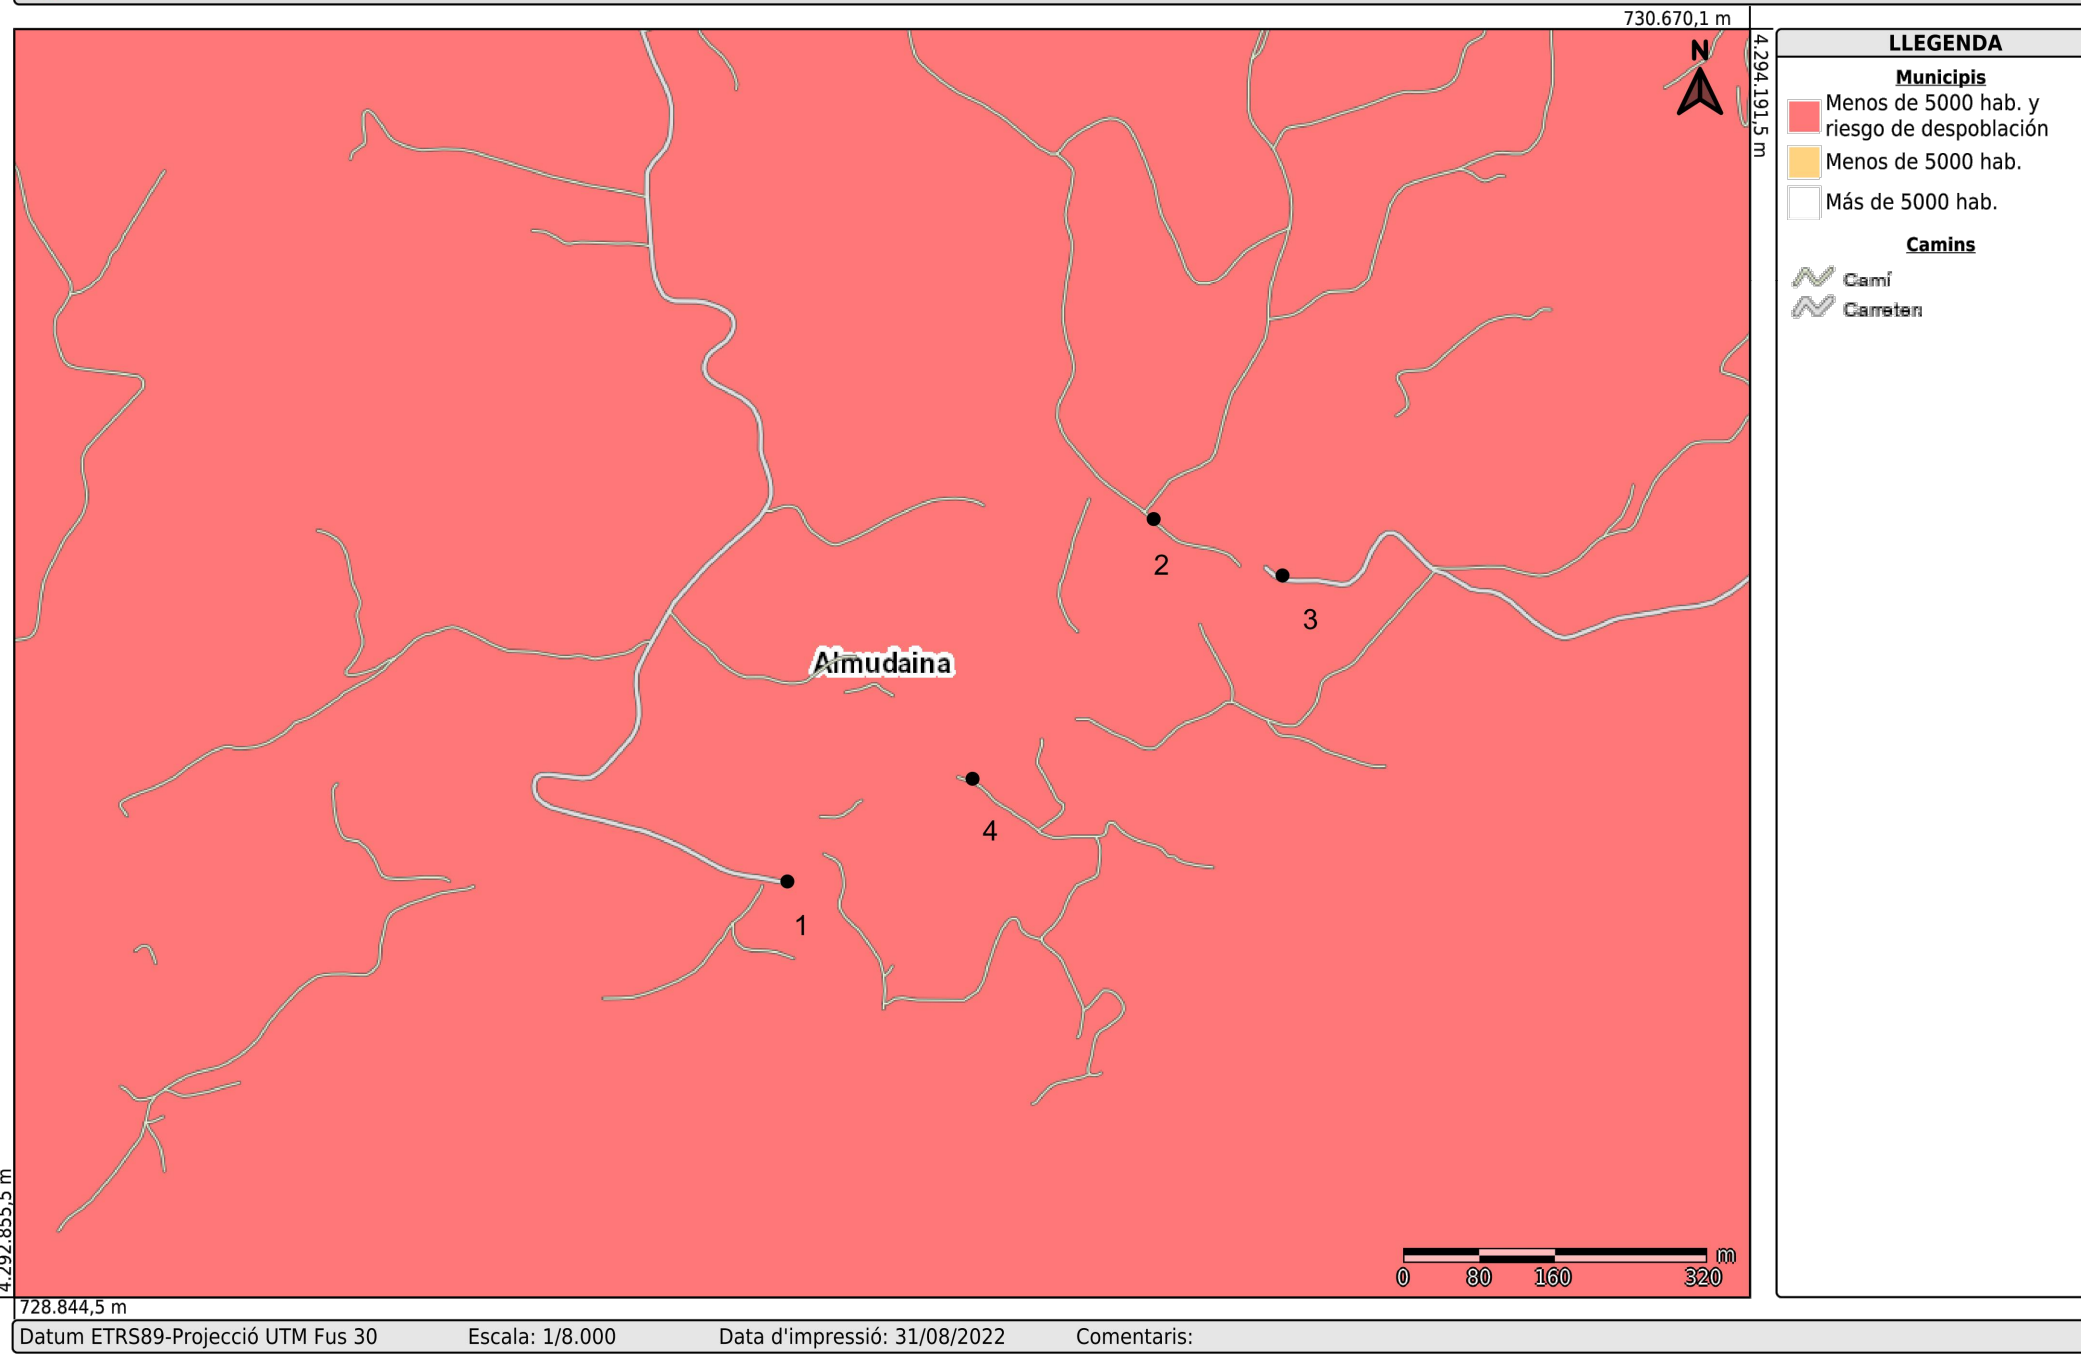 730.670,1 m
4.294.191,5 m
N
LLEGENDA
Municipis
Menos de 5000 hab. y
riesgo de despoblación
Menos de 5000 hab.
Más de 5000 hab.
Camins
Camí
Carreter
2
3
Almudaina
4
1
m
0 80 160 320
4.292.855,5 m
728.844,5 m
Datum ETRS89-Projecció UTM Fus 30 Escala: 1/8.000 Data d'impressió: 31/08/2022 Comentaris: